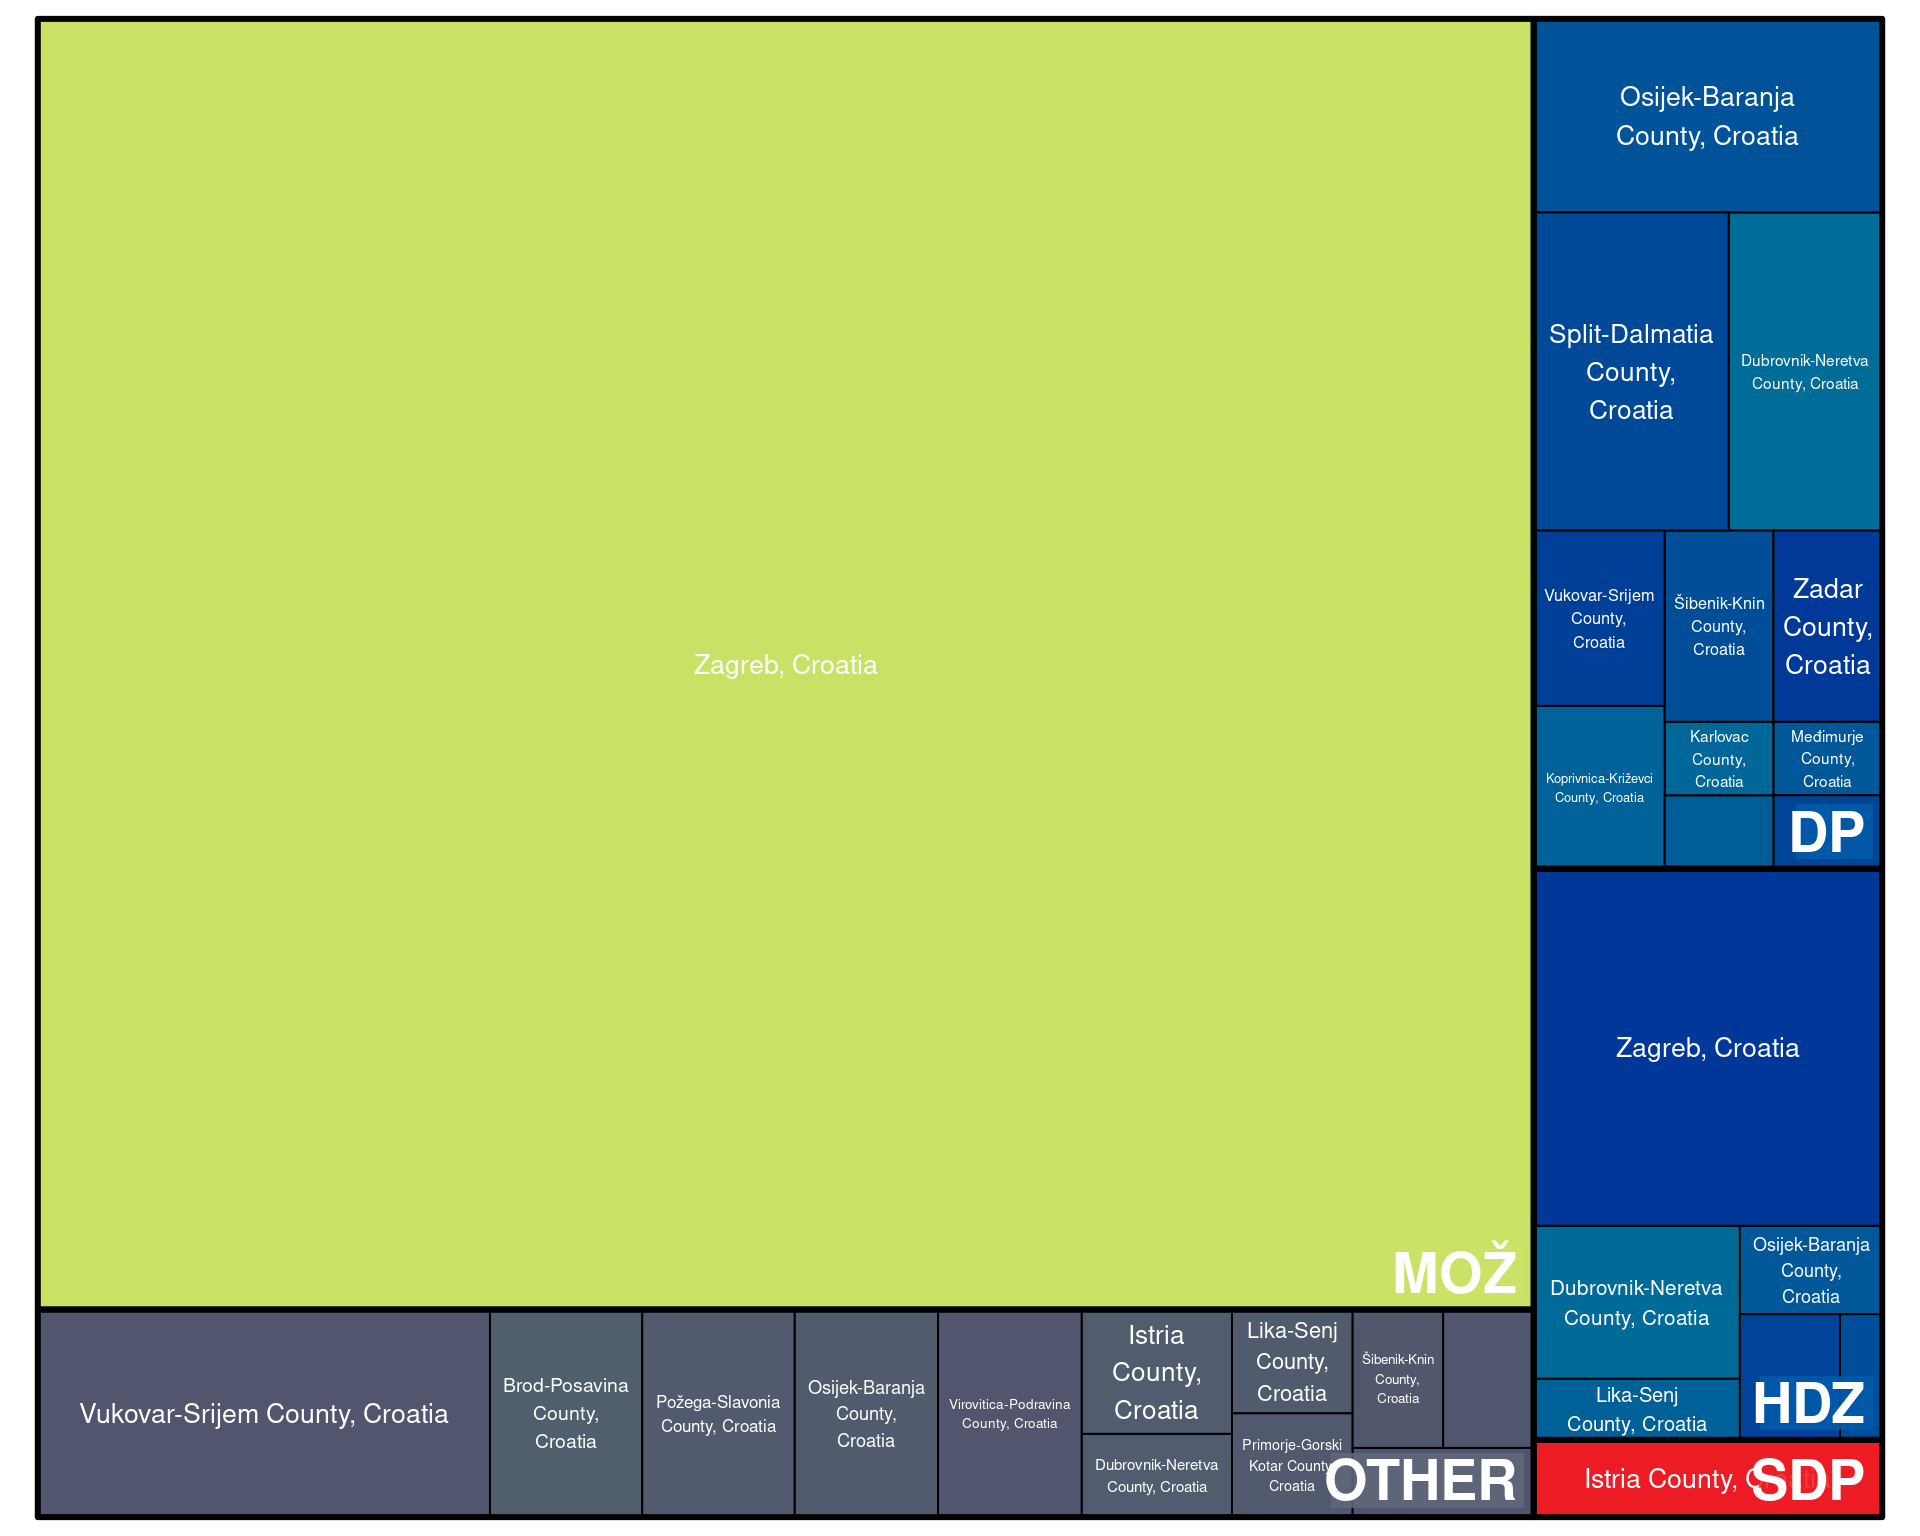 Zagreb, Croatia
MOŽ
Vukovar-Srijem County, Croatia
Brod-Posavina
County,
Croatia
Požega-Slavonia
County, Croatia
Osijek-Baranja
County,
Croatia
Virovitica-Podravina
County, Croatia
Istria
County,
Croatia
Dubrovnik-Neretva
County, Croatia
Lika-Senj
County,
Croatia
Primorje-Gorski
Kotar County,
Croatia
Šibenik-Knin
County,
Croatia
OTHER
Osijek-Baranja
County, Croatia
Split-Dalmatia
County,
Croatia
Dubrovnik-Neretva
County, Croatia
Vukovar-Srijem
County,
Croatia
Šibenik-Knin
County,
Croatia
Zadar
County,
Croatia
Koprivnica-Križevci
County, Croatia
Karlovac
County,
Croatia
Međimurje
County,
Croatia
DP
Zagreb, Croatia
Dubrovnik-Neretva
County, Croatia
Osijek-Baranja
County,
Croatia
Lika-Senj
County, Croatia
HDZ
Istria County,
SDP